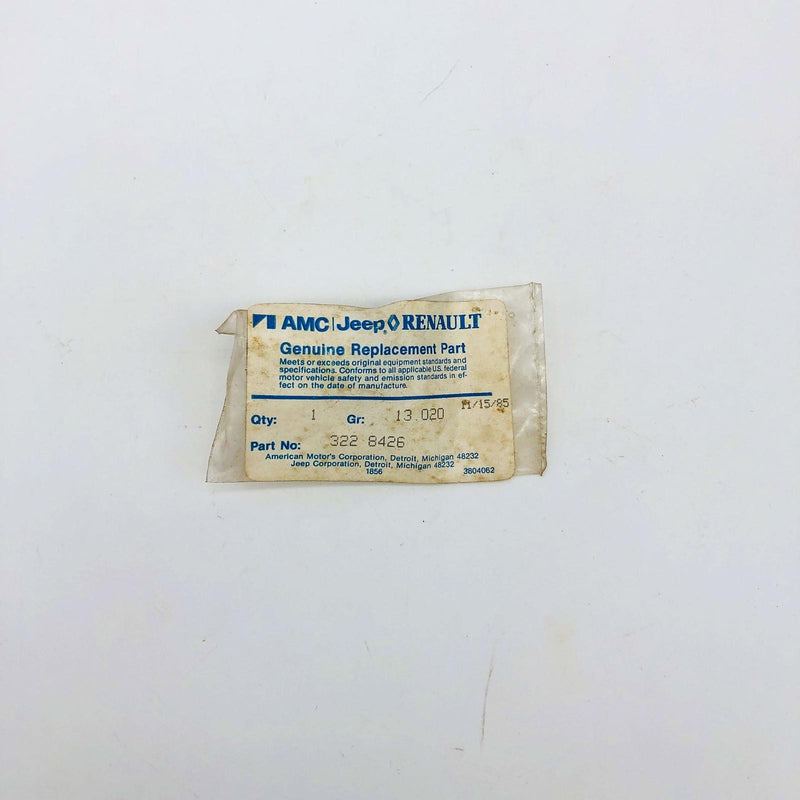 AMC | Jeep® RENAULT
Genuine Replacement Part
Meets or exceeds original equipment standards and
specifications. Conforms to all applicable U.S. federal
motor vehicle safety and emission standards in ef-
fect on the date of manufacture.
11/15/85
Qty: 1 Gr: 13.020
Part No: 322 8426
American Motor's Corporation, Detroit, Michigan 48232
Jeep Corporation, Detroit, Michigan 48232
1856 3804062